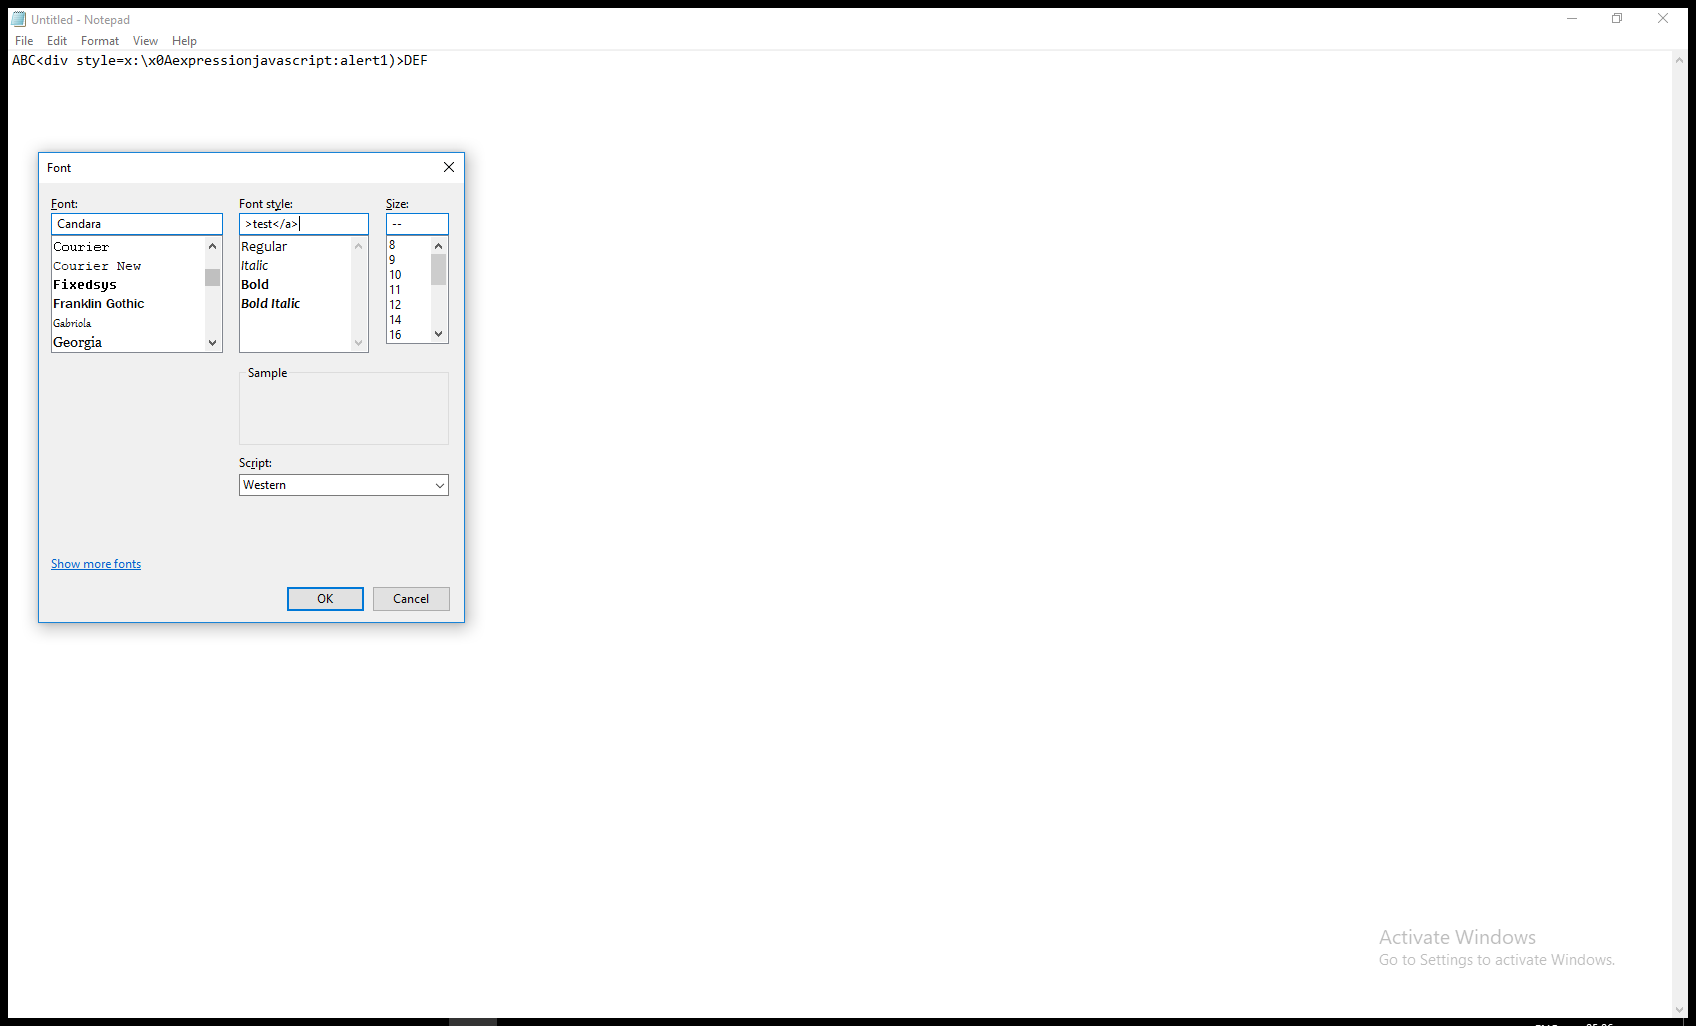 Untitled - Notepad
File Edit Format View Help
ABC<div style=x:\x0Aexpressionjavascript:alert1)>DEF
Font
Font: Font style: Size:
Candara >test</a> --
Courier Regular 8
Courier New Italic 9
Fixedsys Bold 10
Franklin Gothic Bold Italic 11
Gabriola 12
Georgia 14
16
Sample
Script:
Western
Show more fonts
OK Cancel
Activate Windows
Go to Settings to activate Windows.